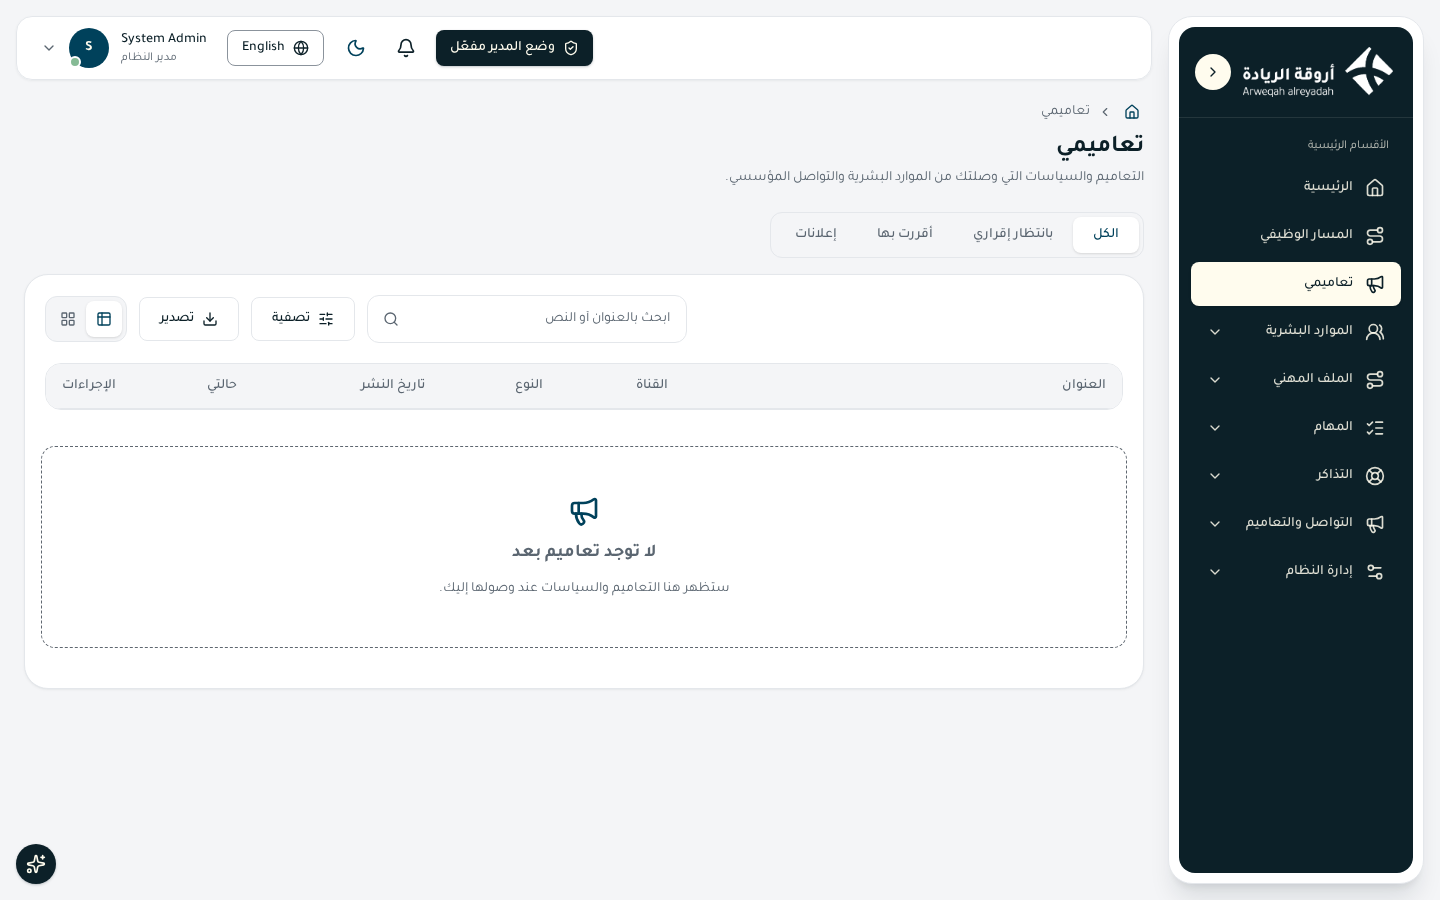 أروقة الريادة
Arweqah alreyadah
الأقسام الرئيسية
الرئيسية
المسار الوظيفي
تعاميمي
الموارد البشرية
الملف المهني
المهام
التذاكر
التواصل والتعاميم
إدارة النظام
وضع المدير مفعّل
English
System Admin
مدير النظام
S
تعاميمي
تعاميمي
التعاميم والسياسات التي وصلتك من الموارد البشرية والتواصل المؤسسي.
الكل
بانتظار إقراري
أقررت بها
إعلانات
ابحث بالعنوان أو النص
تصفية
تصدير
العنوان
القناة
النوع
تاريخ النشر
حالتي
الإجراءات
لا توجد تعاميم بعد
ستظهر هنا التعاميم والسياسات عند وصولها إليك.